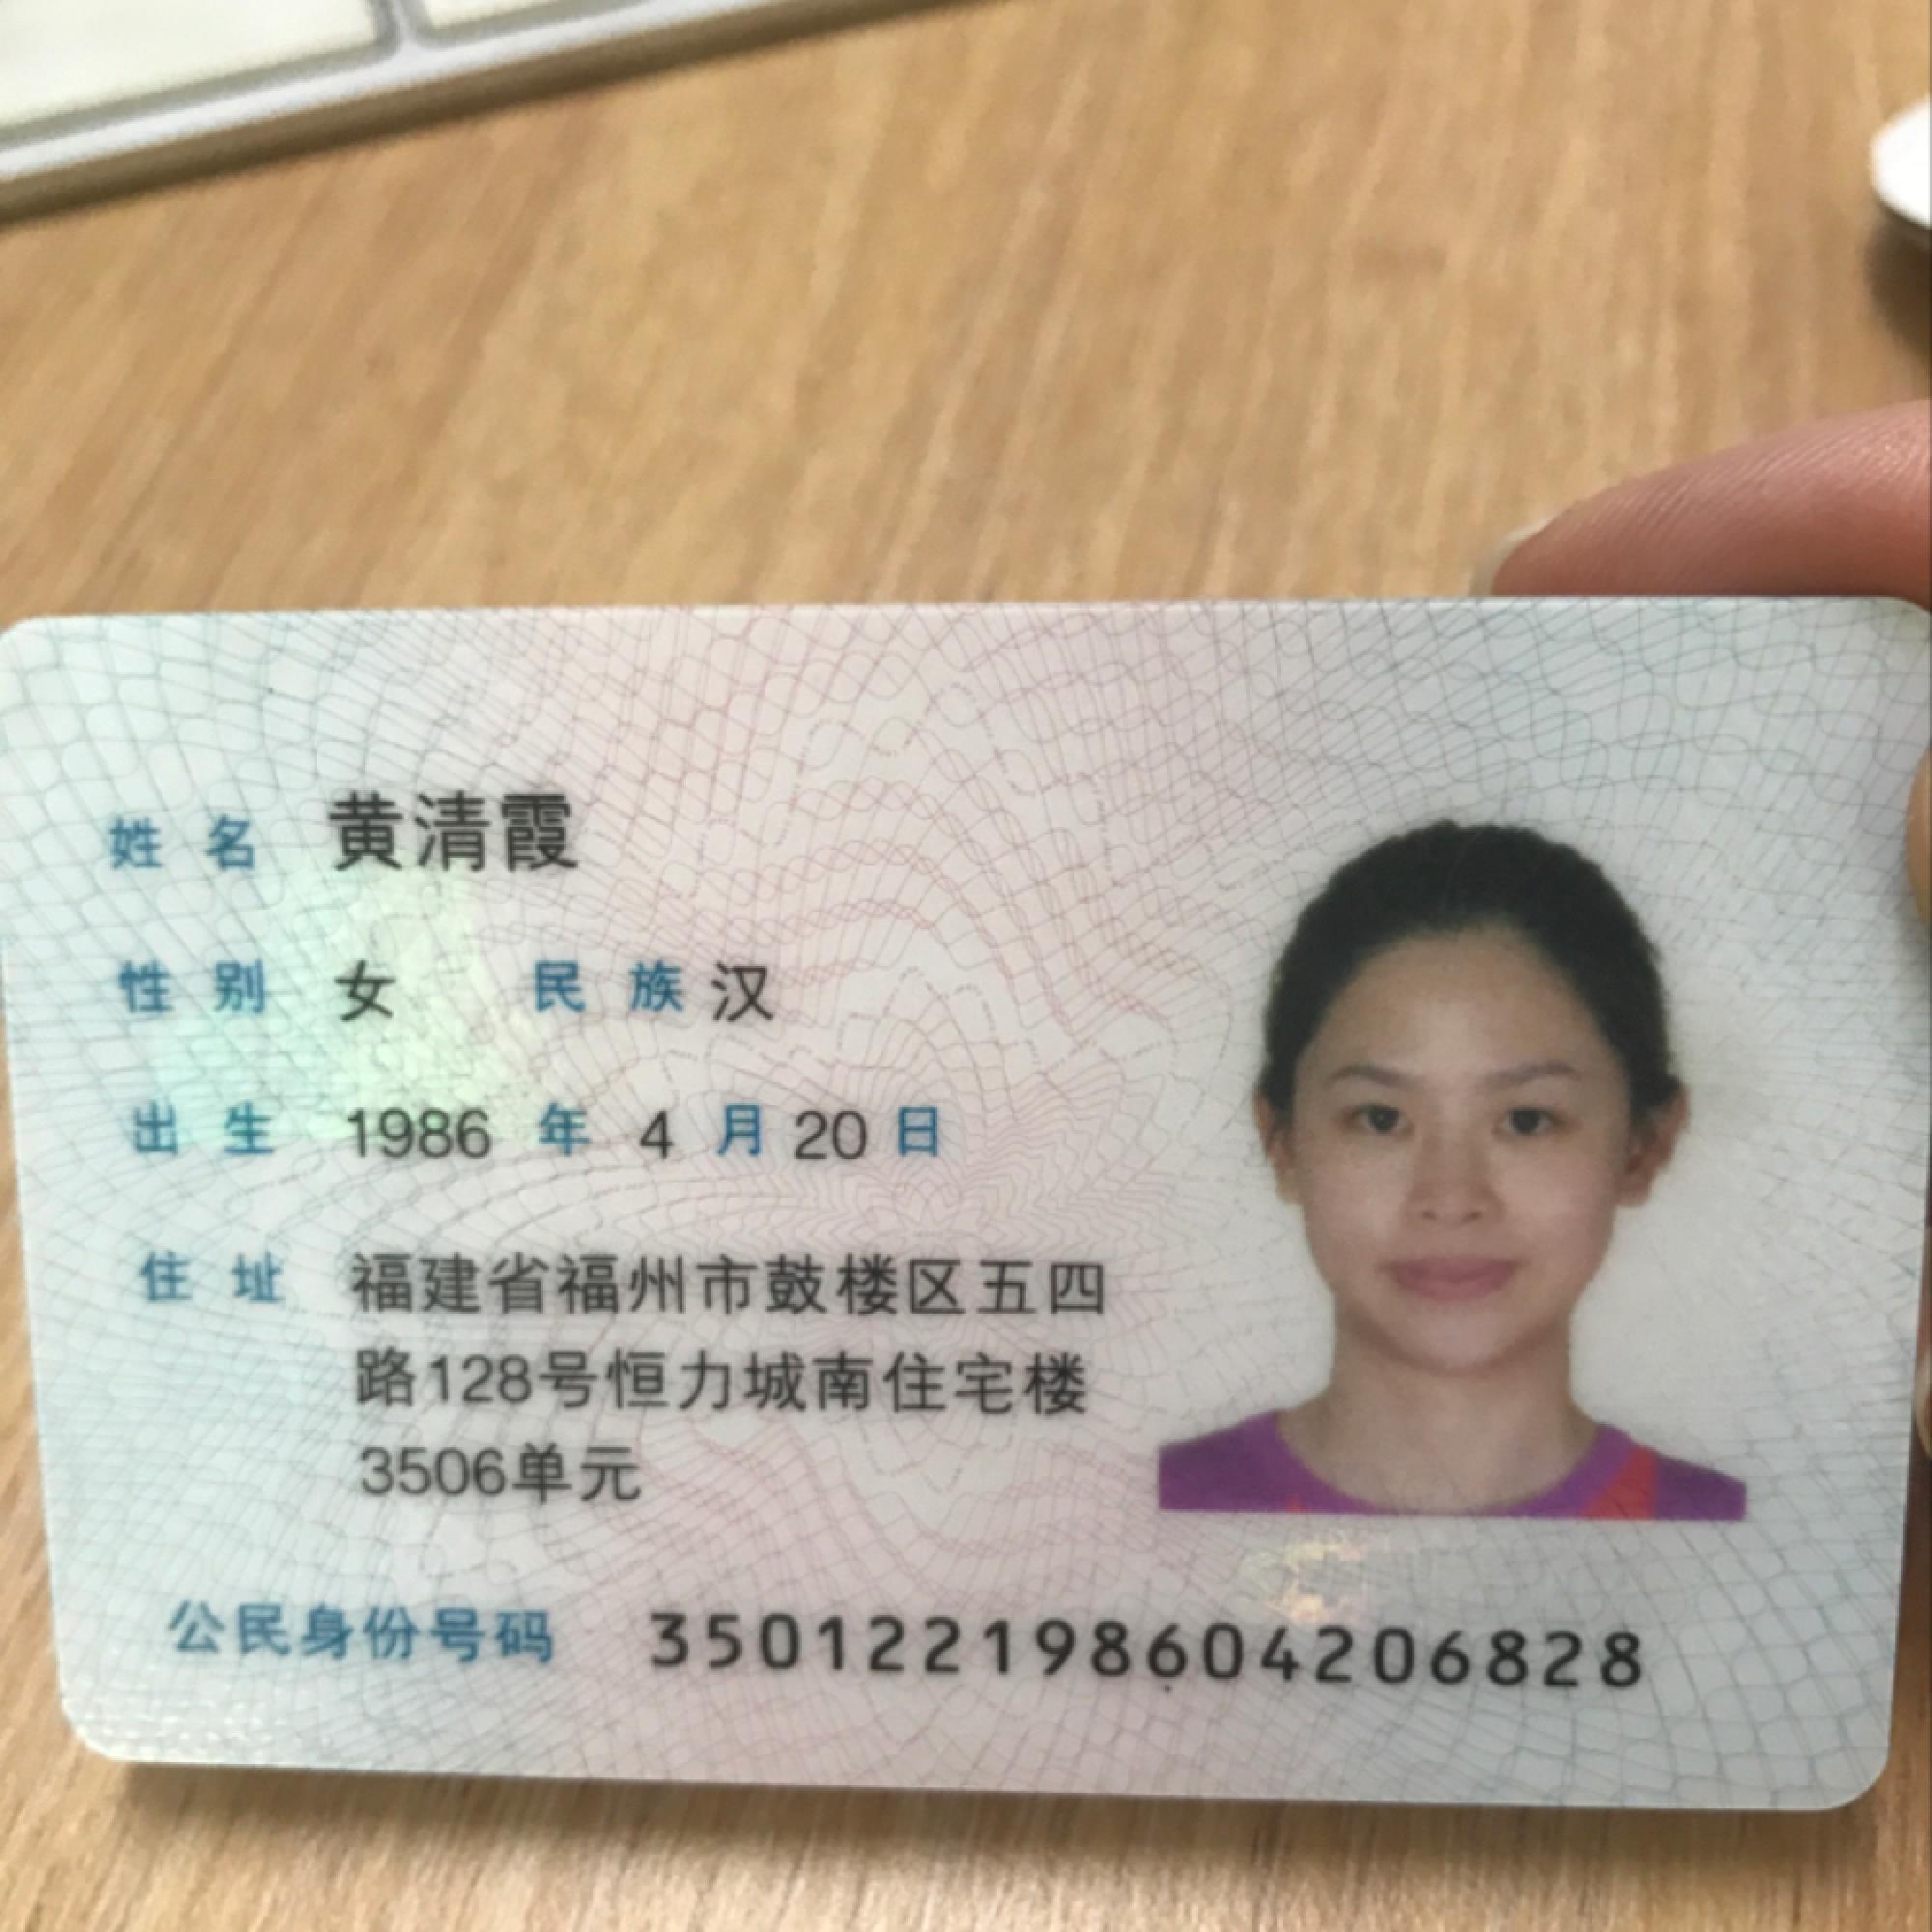 姓名 黄清霞
性别 女 民族 汉
出生 1986 年 4 月 20 日
住址 福建省福州市鼓楼区五四
路128号恒力城南住宅楼
3506单元
公民身份号码 350122198604206828